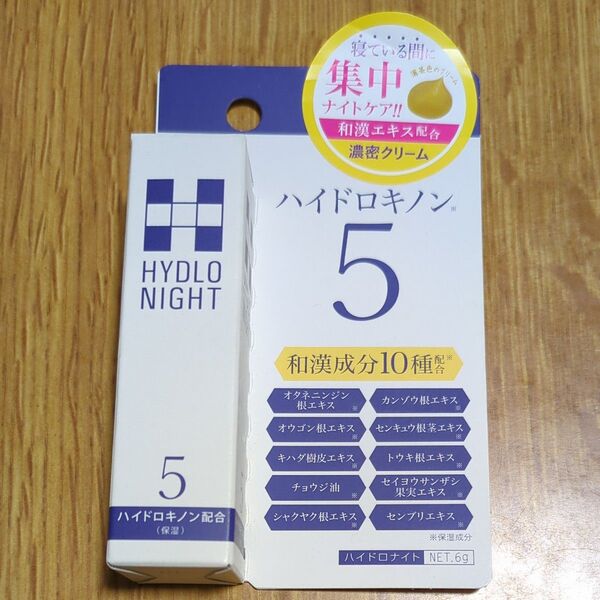 寝ている間に
集中
ナイトケア!!
薄茶色のクリーム
和漢エキス配合
濃密クリーム
ハイドロキノン※
5
和漢成分10種配合※
オタネニンジン
根エキス※
カンゾウ根エキス※
オウゴン根エキス※
センキュウ根茎エキス※
キハダ樹皮エキス※
トウキ根エキス※
チョウジ油※
セイヨウサンザシ
果実エキス※
シャクヤク根エキス※
センブリエキス※
※保湿成分
ハイドロナイト NET.6g
H
HYDLO
NIGHT
5
ハイドロキノン配合
(保湿)